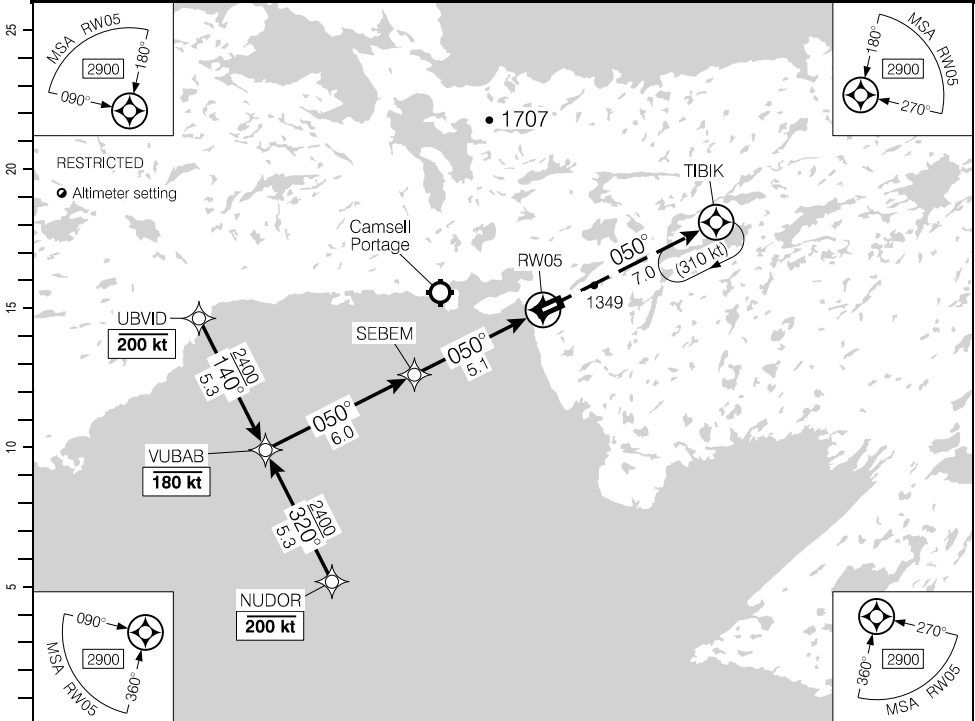 25
20
15
10
5
MSA RW05
2900
180°
090°
MSA RW05
2900
180°
270°
RESTRICTED
Altimeter setting
1707
TIBIK
Camsell
Portage
RW05
050°
7.0
(310 kt)
1349
UBVID
200 kt
SEBEM
2400
140°
5.3
050°
5.1
050°
6.0
VUBAB
180 kt
2400
320°
5.3
NUDOR
200 kt
090°
2900
360°
MSA RW05
270°
2900
360°
MSA RW05